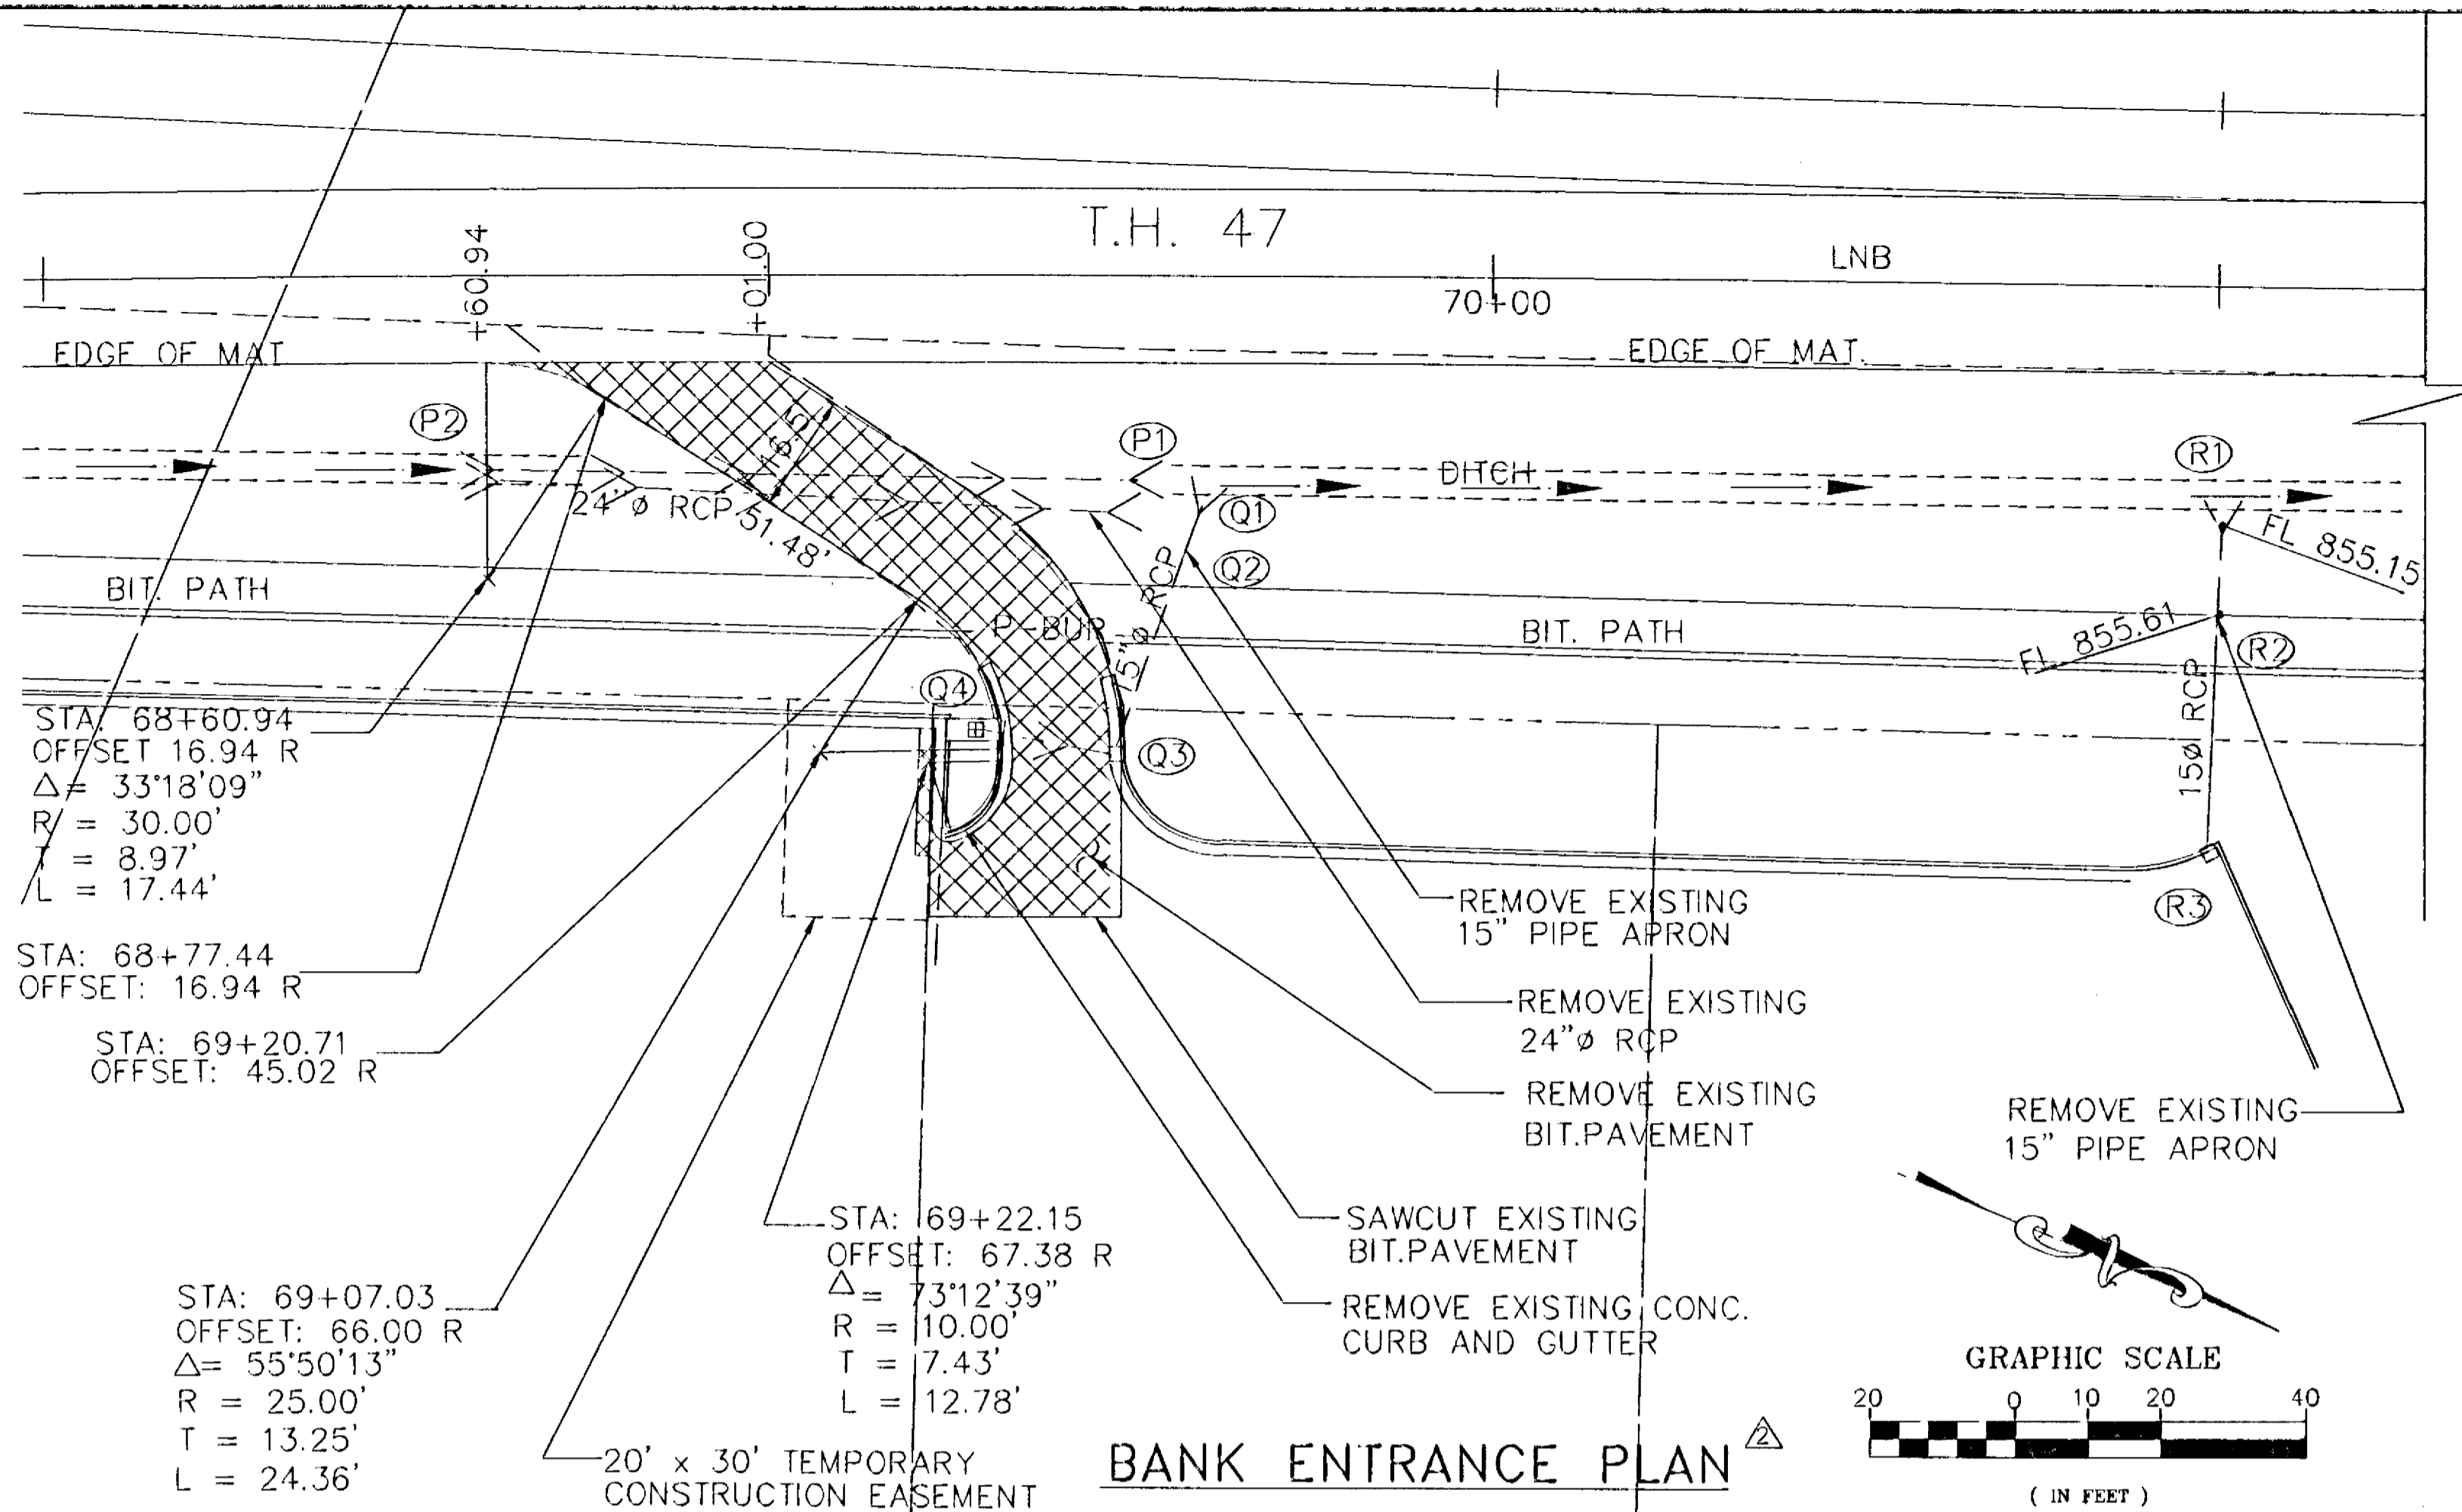 T.H. 47
LNB
+60.94
+01.00
70+00
EDGE OF MAT
EDGE OF MAT.
P2
16.5
P1
DITCH
R1
24"ø RCP 51.48'
Q1
Q2
FL 855.15
BIT. PATH
P-BUP
15"ø RCP
BIT. PATH
FL 855.61
R2
Q4
Q3
15ø RCP
R3
STA: 68+60.94
OFFSET 16.94 R
Δ= 33°18'09"
R = 30.00'
T = 8.97'
L = 17.44'
STA: 68+77.44
OFFSET: 16.94 R
STA: 69+20.71
OFFSET: 45.02 R
STA: 69+07.03
OFFSET: 66.00 R
Δ= 55°50'13"
R = 25.00'
T = 13.25'
L = 24.36'
STA: 69+22.15
OFFSET: 67.38 R
Δ= 73°12'39"
R = 10.00'
T = 7.43'
L = 12.78'
20' x 30' TEMPORARY
CONSTRUCTION EASEMENT
REMOVE EXISTING
15" PIPE APRON
REMOVE EXISTING
24"ø RCP
REMOVE EXISTING
BIT.PAVEMENT
SAWCUT EXISTING
BIT.PAVEMENT
REMOVE EXISTING CONC.
CURB AND GUTTER
REMOVE EXISTING
15" PIPE APRON
BANK ENTRANCE PLAN
2
GRAPHIC SCALE
20 0 10 20 40
( IN FEET )